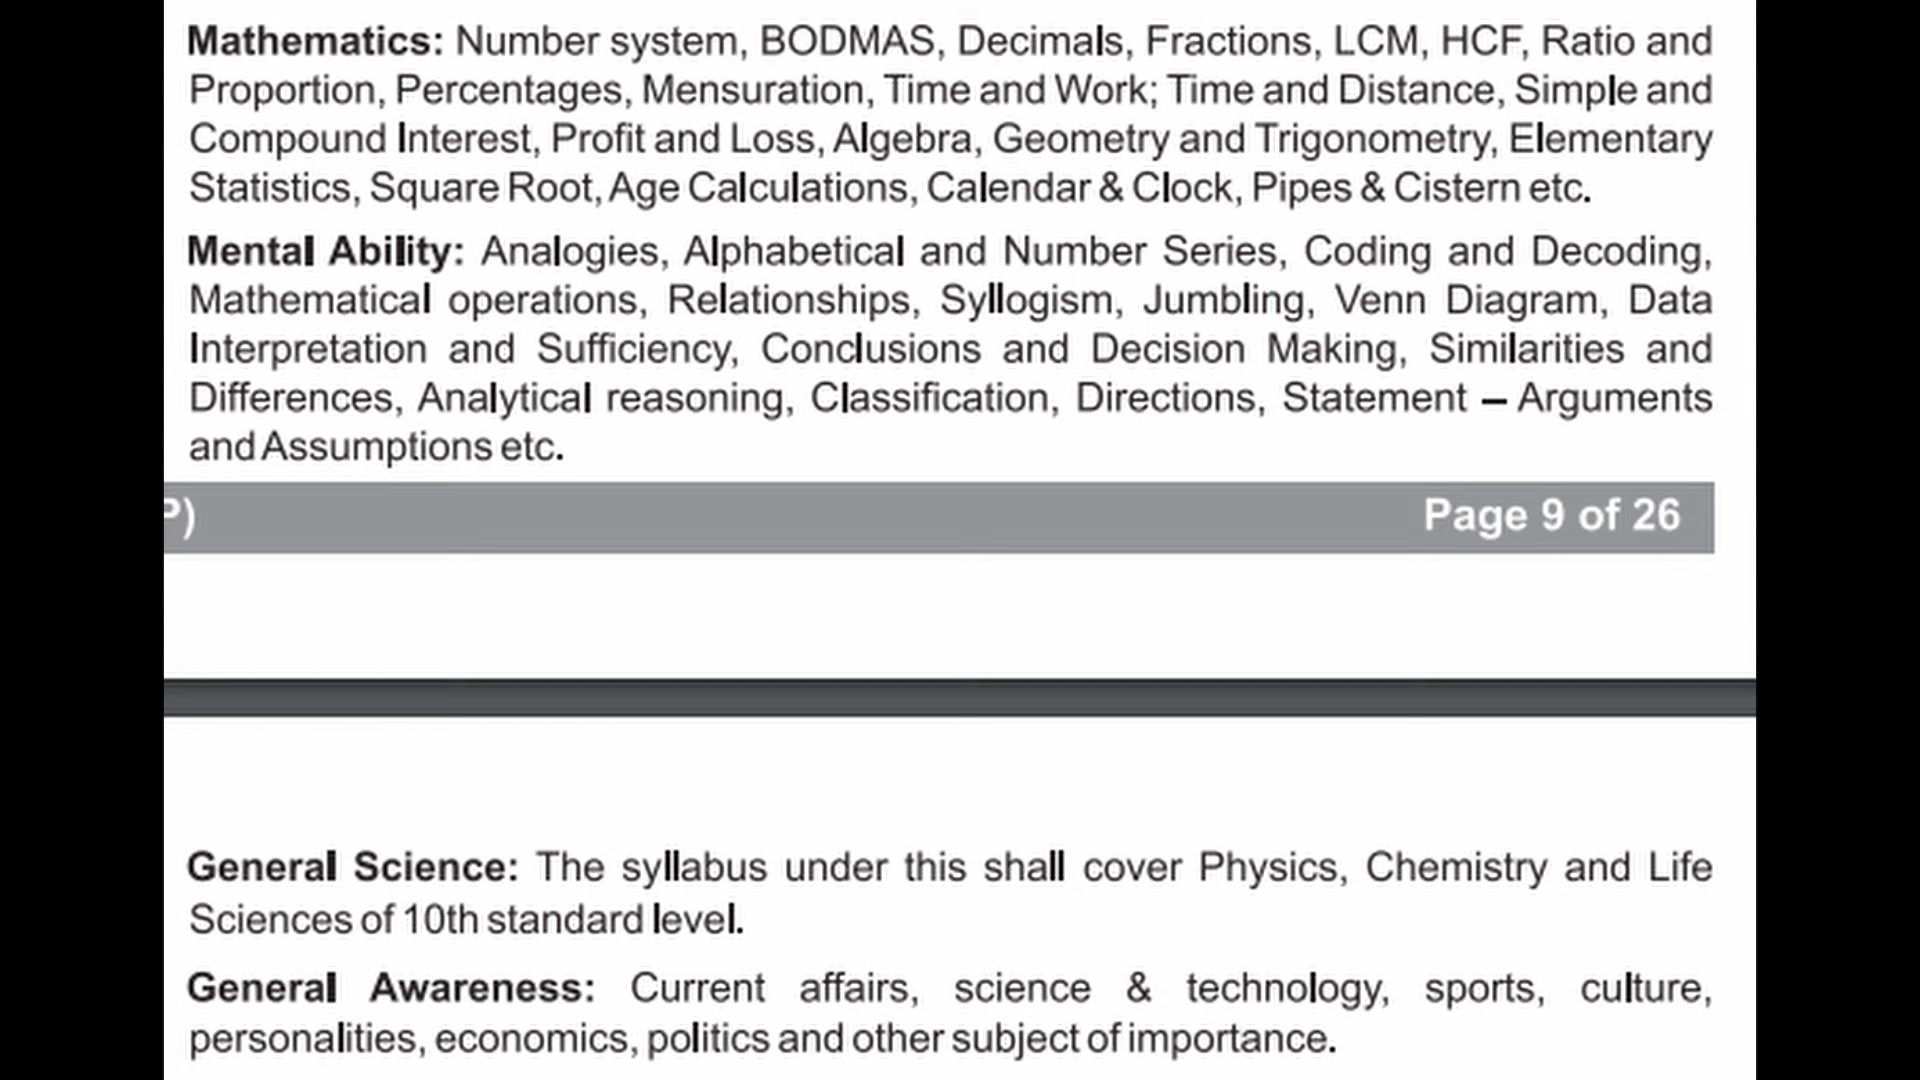 Mathematics: Number system, BODMAS, Decimals, Fractions, LCM, HCF, Ratio and
Proportion, Percentages, Mensuration, Time and Work; Time and Distance, Simple and
Compound Interest, Profit and Loss, Algebra, Geometry and Trigonometry, Elementary
Statistics, Square Root, Age Calculations, Calendar & Clock, Pipes & Cistern etc.
Mental Ability: Analogies, Alphabetical and Number Series, Coding and Decoding,
Mathematical operations, Relationships, Syllogism, Jumbling, Venn Diagram, Data
Interpretation and Sufficiency, Conclusions and Decision Making, Similarities and
Differences, Analytical reasoning, Classification, Directions, Statement – Arguments
and Assumptions etc.
P) Page 9 of 26
General Science: The syllabus under this shall cover Physics, Chemistry and Life
Sciences of 10th standard level.
General Awareness: Current affairs, science & technology, sports, culture,
personalities, economics, politics and other subject of importance.